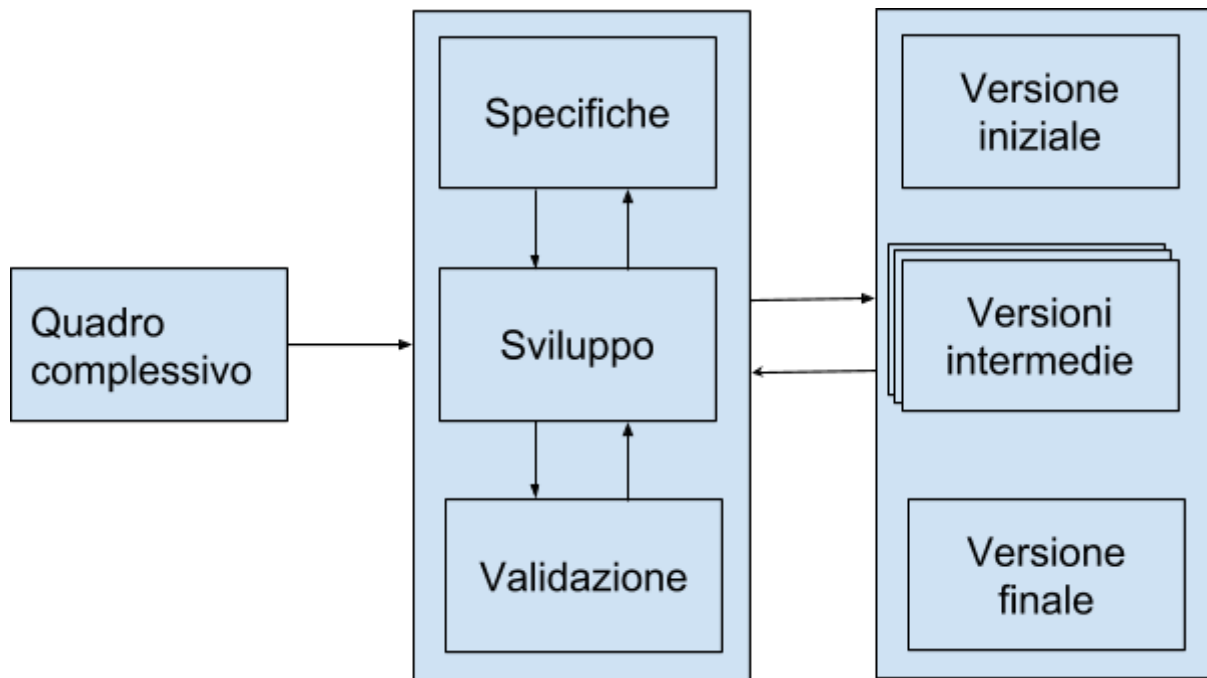 Quadro
complessivo
Specifiche
Sviluppo
Validazione
Versione
iniziale
Versioni
intermedie
Versione
finale